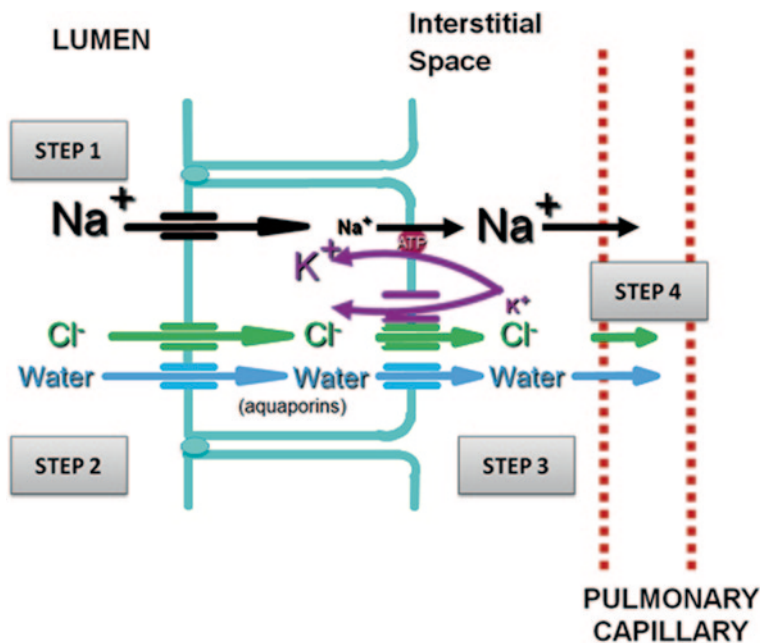 LUMEN
Interstitial
Space
STEP 1
Na+
Na+
ATP
Na+
K+
K+
STEP 4
Cl-
Cl-
Cl-
Water
Water
Water
(aquaporins)
STEP 2
STEP 3
PULMONARY
CAPILLARY